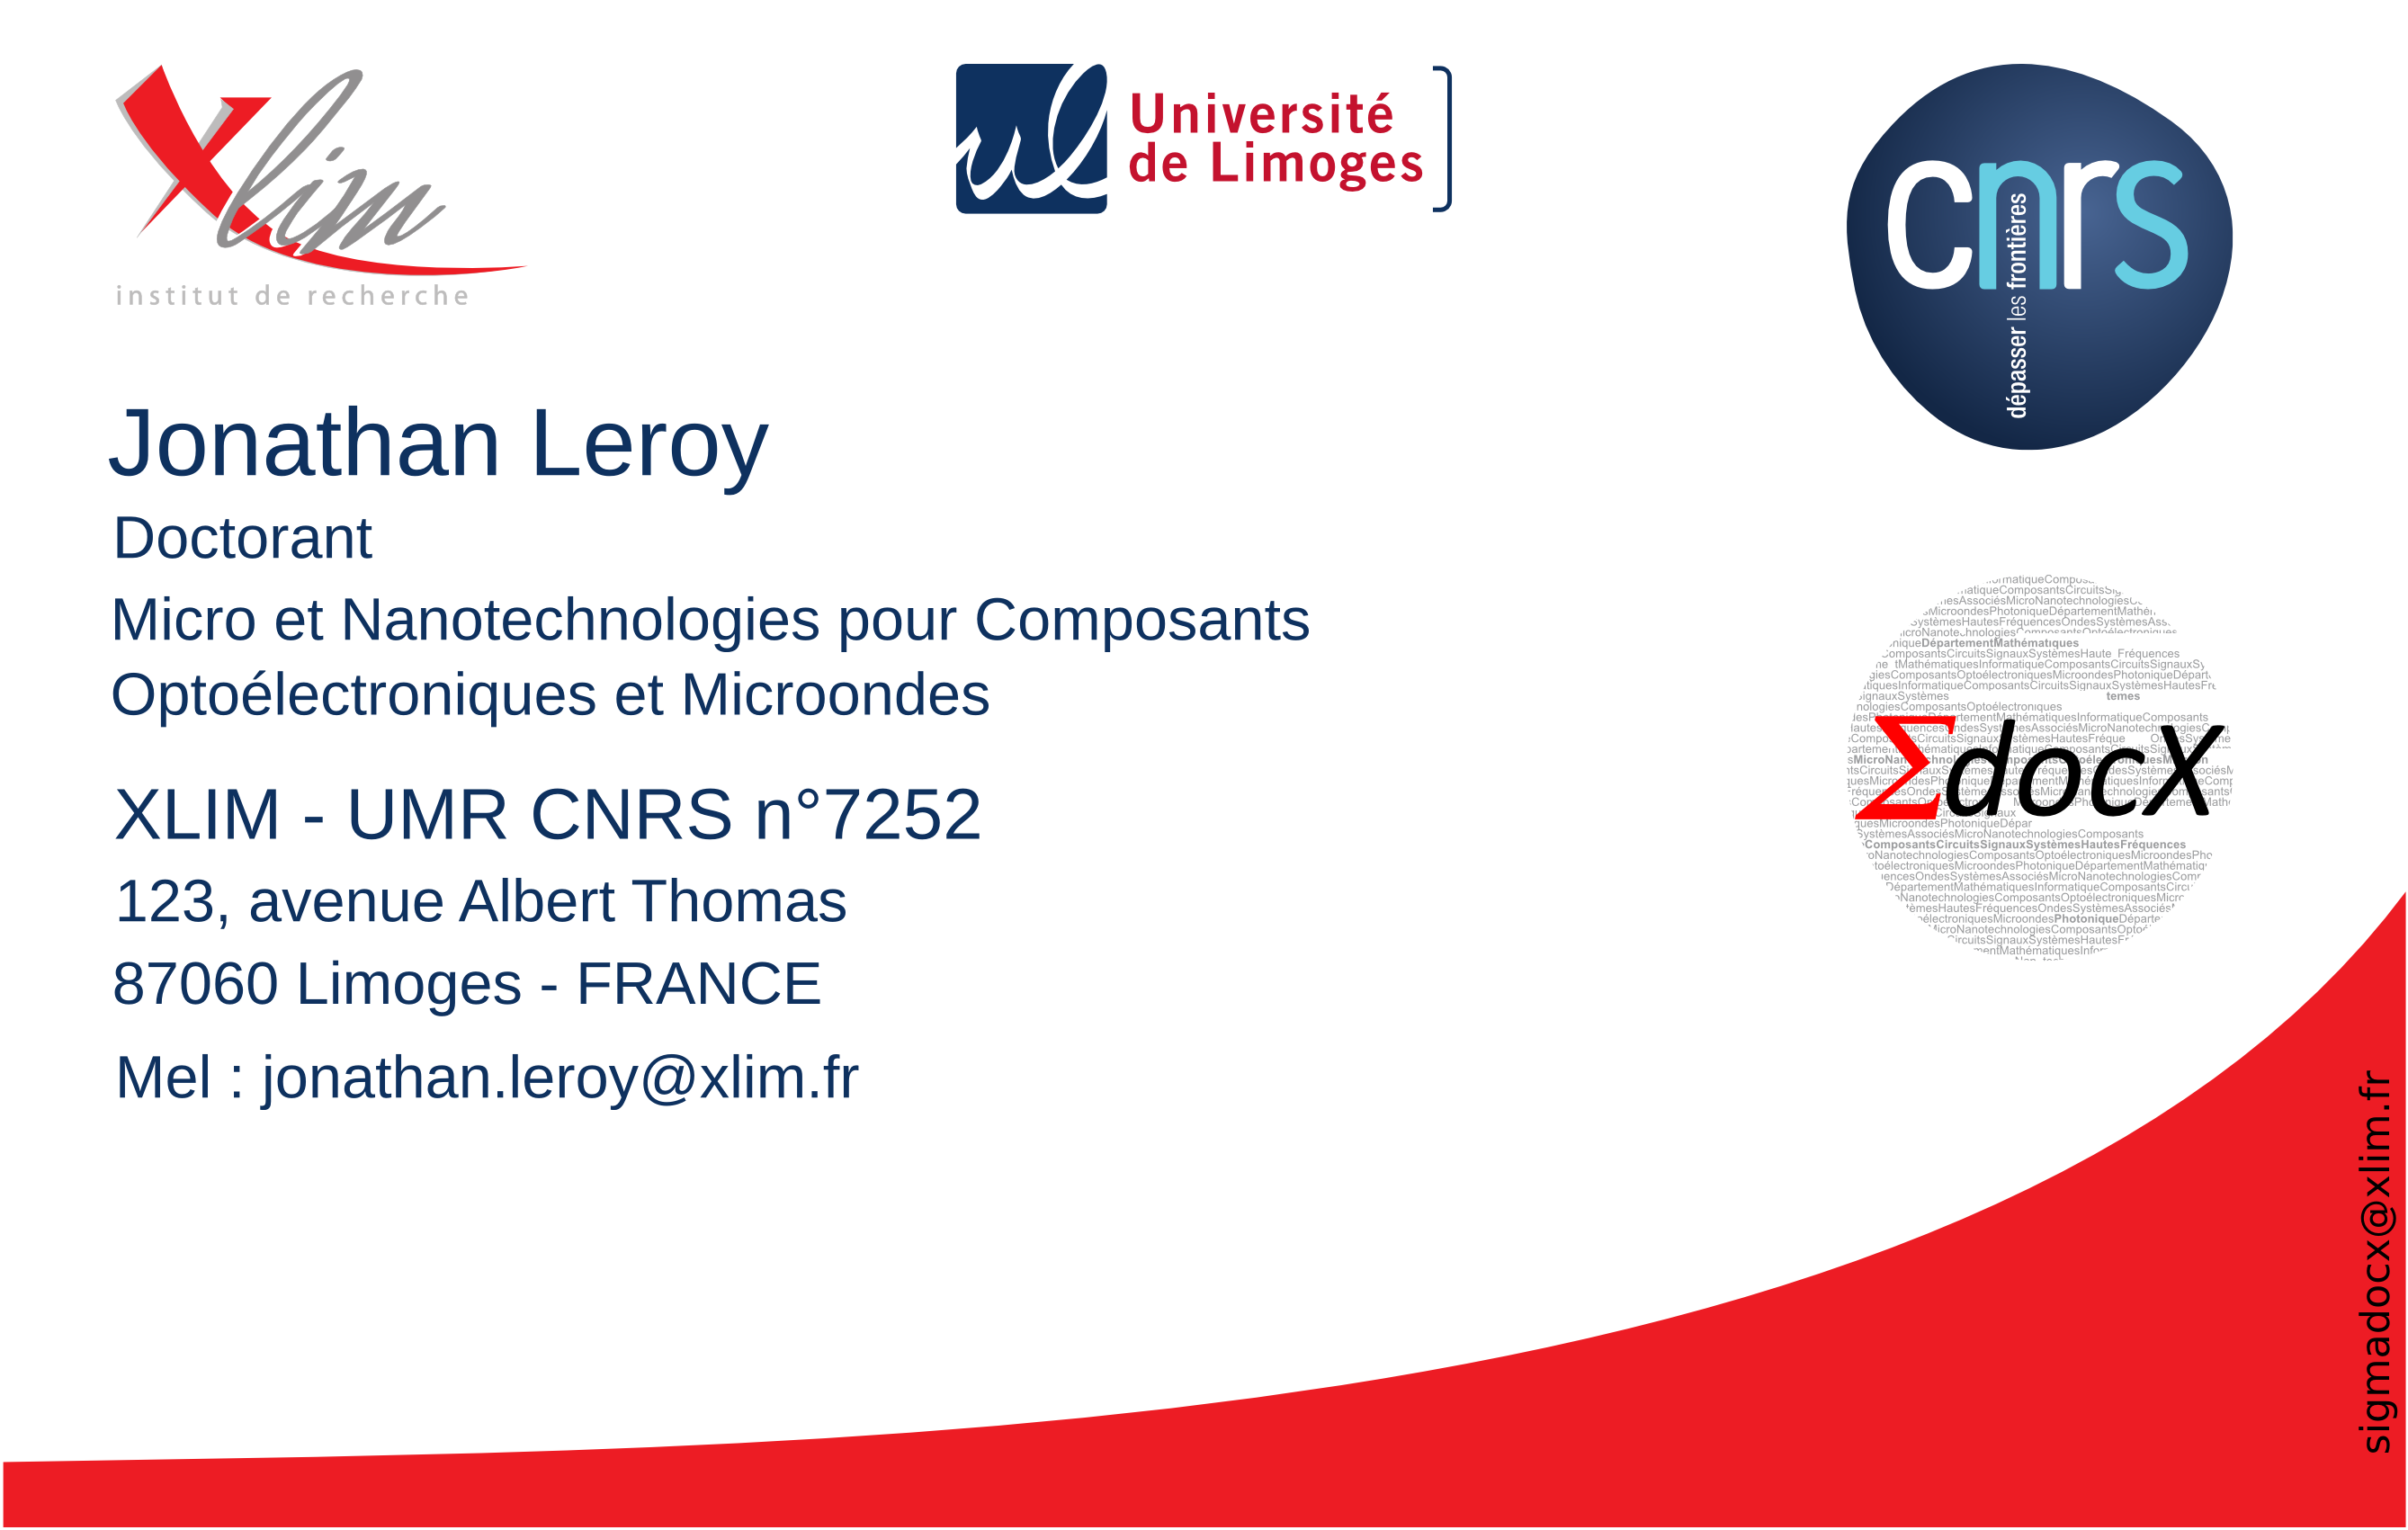 xlim
institut de recherche
Université
de Limoges
cnrs
dépasser les frontières
Jonathan Leroy
Doctorant
Micro et Nanotechnologies pour Composants
Optoélectroniques et Microondes
XLIM - UMR CNRS n°7252
123, avenue Albert Thomas
87060 Limoges - FRANCE
Mel : jonathan.leroy@xlim.fr
ΣdocX
sigmadocx@xlim.fr